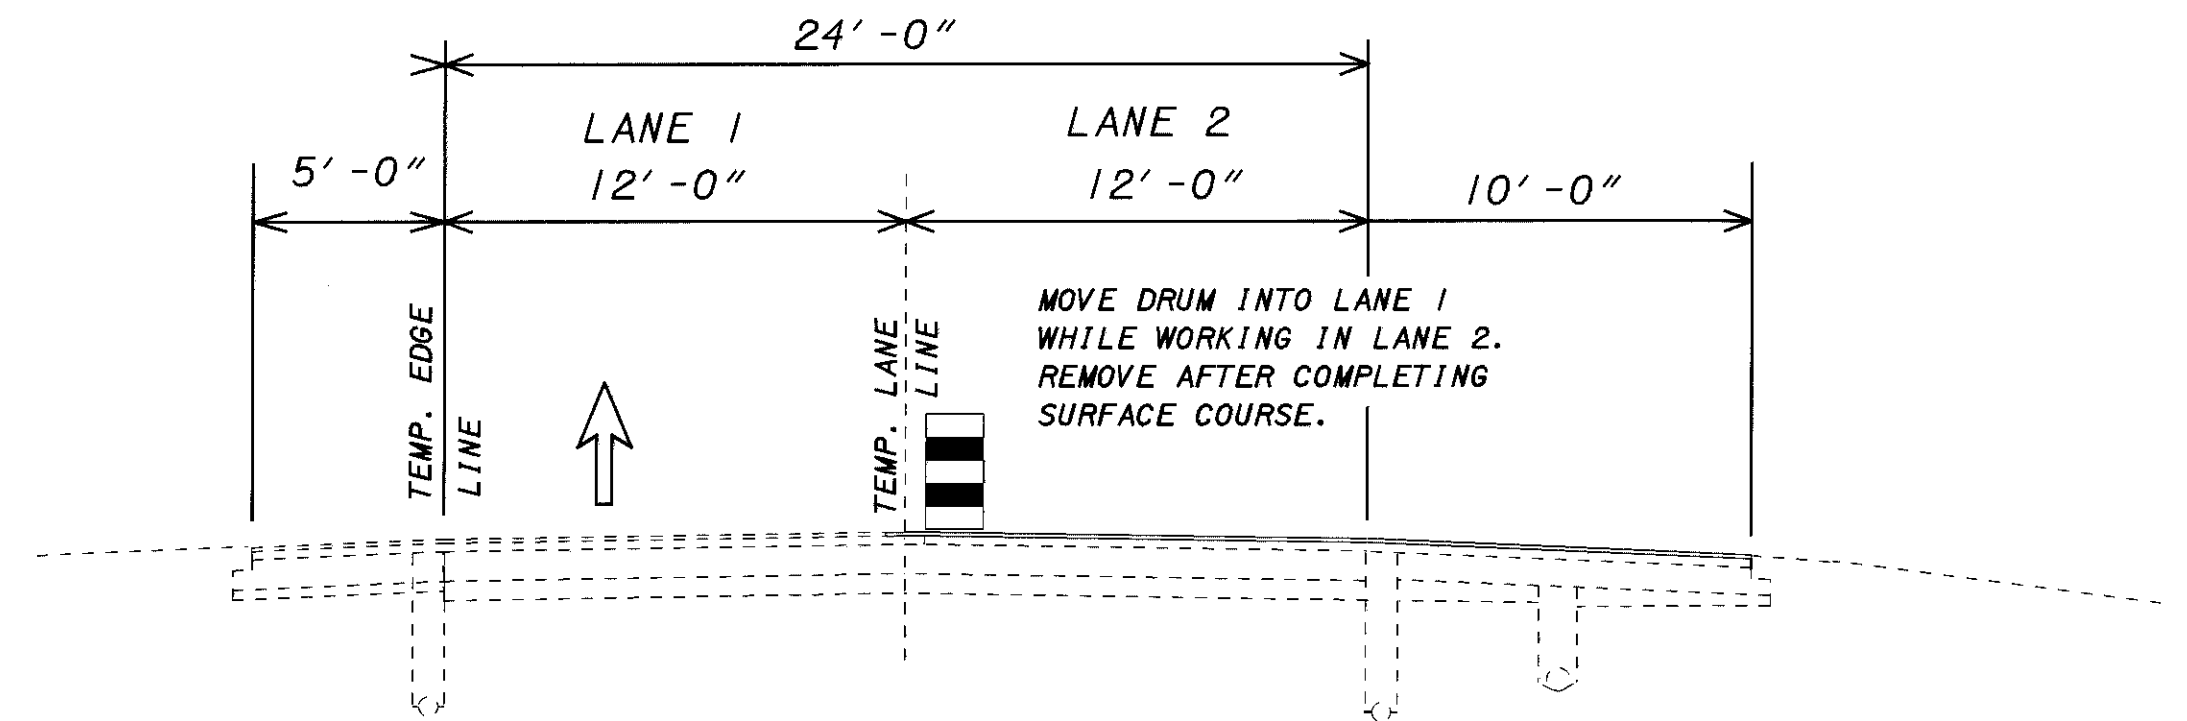 24'-0"
LANE 1
LANE 2
5'-0"
12'-0"
12'-0"
10'-0"
TEMP. EDGE
LINE
TEMP. LANE
LINE
MOVE DRUM INTO LANE 1
WHILE WORKING IN LANE 2.
REMOVE AFTER COMPLETING
SURFACE COURSE.